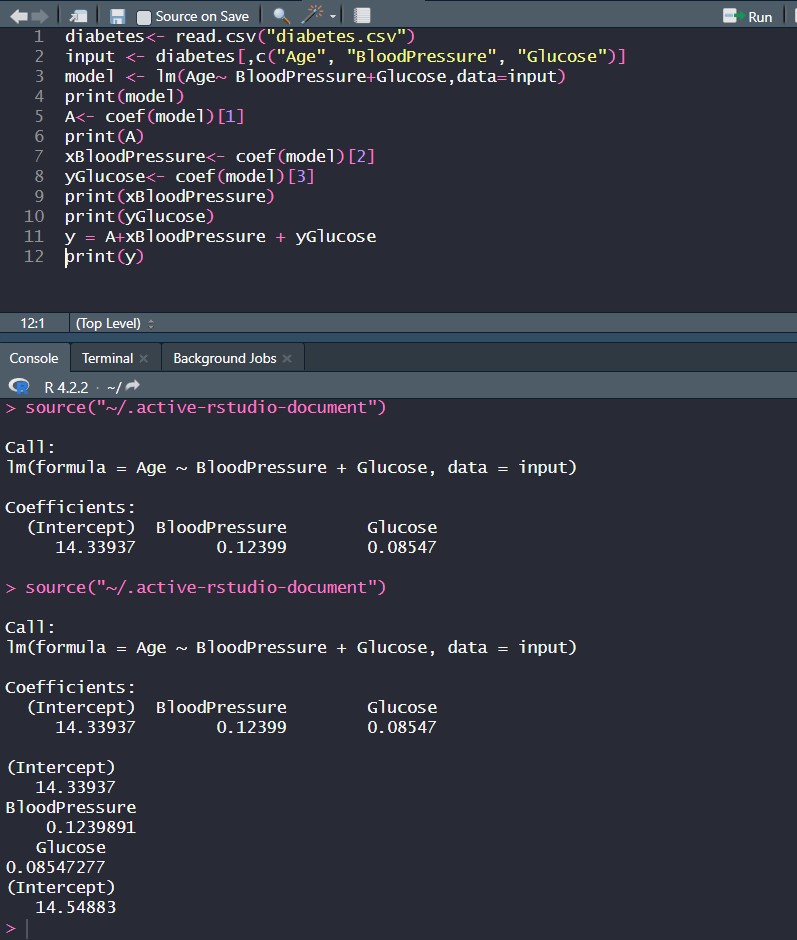 Source on Save Run
1 diabetes<- read.csv("diabetes.csv")
2 input <- diabetes[,c("Age", "BloodPressure", "Glucose")]
3 model <- lm(Age~ BloodPressure+Glucose,data=input)
4 print(model)
5 A<- coef(model)[1]
6 print(A)
7 xBloodPressure<- coef(model)[2]
8 yGlucose<- coef(model)[3]
9 print(xBloodPressure)
10 print(yGlucose)
11 y = A+xBloodPressure + yGlucose
12 print(y)
12:1 (Top Level)
Console Terminal Background Jobs
R R 4.2.2 · ~/
> source("~/.active-rstudio-document")
Call:
lm(formula = Age ~ BloodPressure + Glucose, data = input)
Coefficients:
(Intercept) BloodPressure Glucose
14.33937 0.12399 0.08547
> source("~/.active-rstudio-document")
Call:
lm(formula = Age ~ BloodPressure + Glucose, data = input)
Coefficients:
(Intercept) BloodPressure Glucose
14.33937 0.12399 0.08547
(Intercept)
14.33937
BloodPressure
0.1239891
Glucose
0.08547277
(Intercept)
14.54883
>